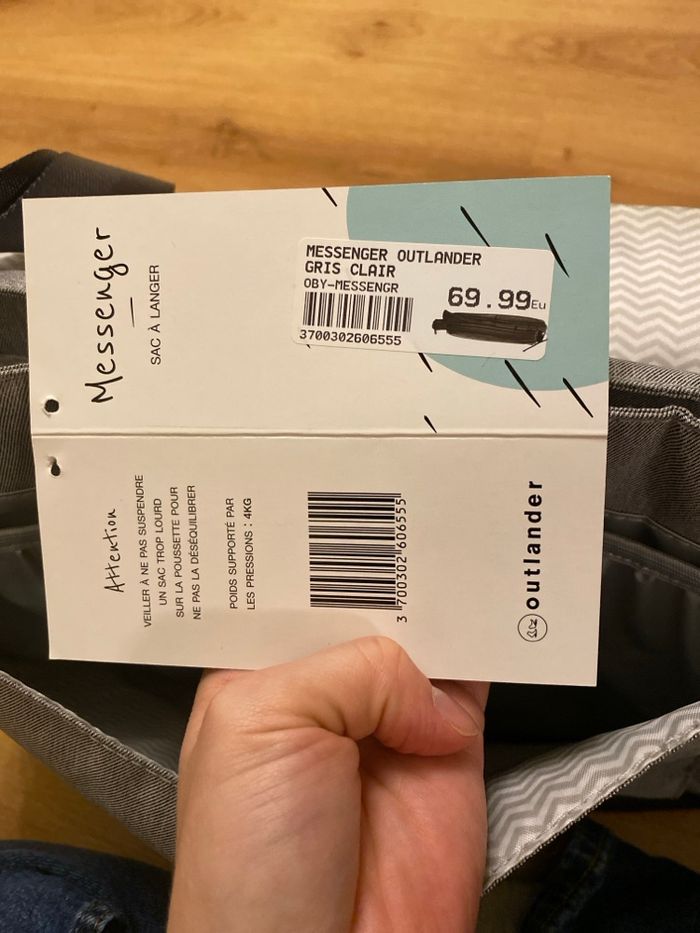 Messenger
SAC À LANGER
MESSENGER OUTLANDER
GRIS CLAIR
OBY-MESSENGR
69.99Eu
3700302606555
Attention
VEILLER À NE PAS SUSPENDRE
UN SAC TROP LOURD
SUR LA POUSSETTE POUR
NE PAS LA DÉSÉQUILIBRER
POIDS SUPPORTÉ PAR
LES PRESSIONS : 4KG
3 700302 606555
outlander